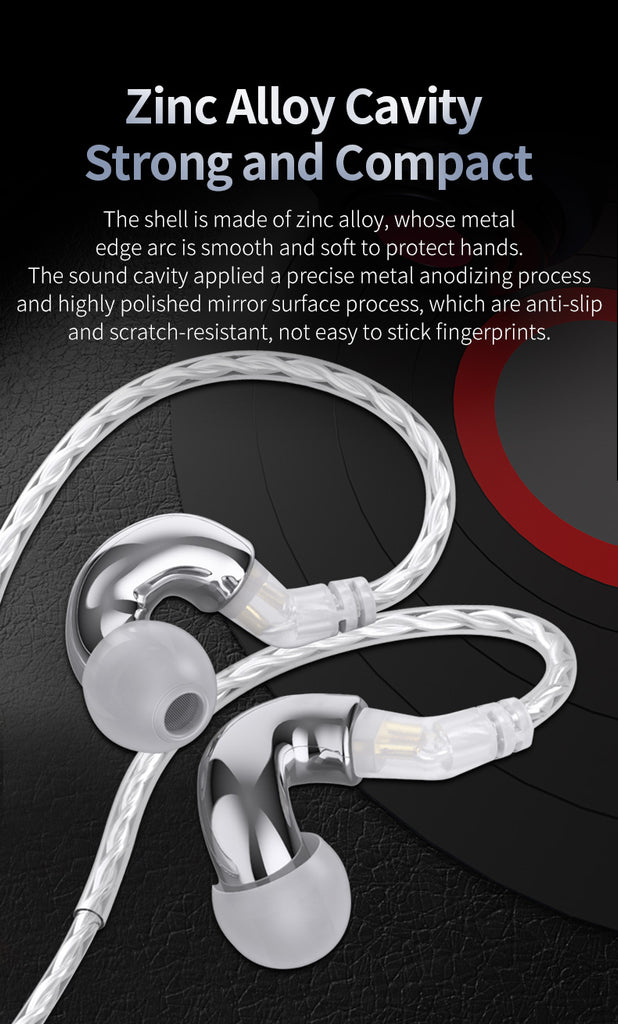 Zinc Alloy Cavity
Strong and Compact
The shell is made of zinc alloy, whose metal
edge arc is smooth and soft to protect hands.
The sound cavity applied a precise metal anodizing process
and highly polished mirror surface process, which are anti-slip
and scratch-resistant, not easy to stick fingerprints.